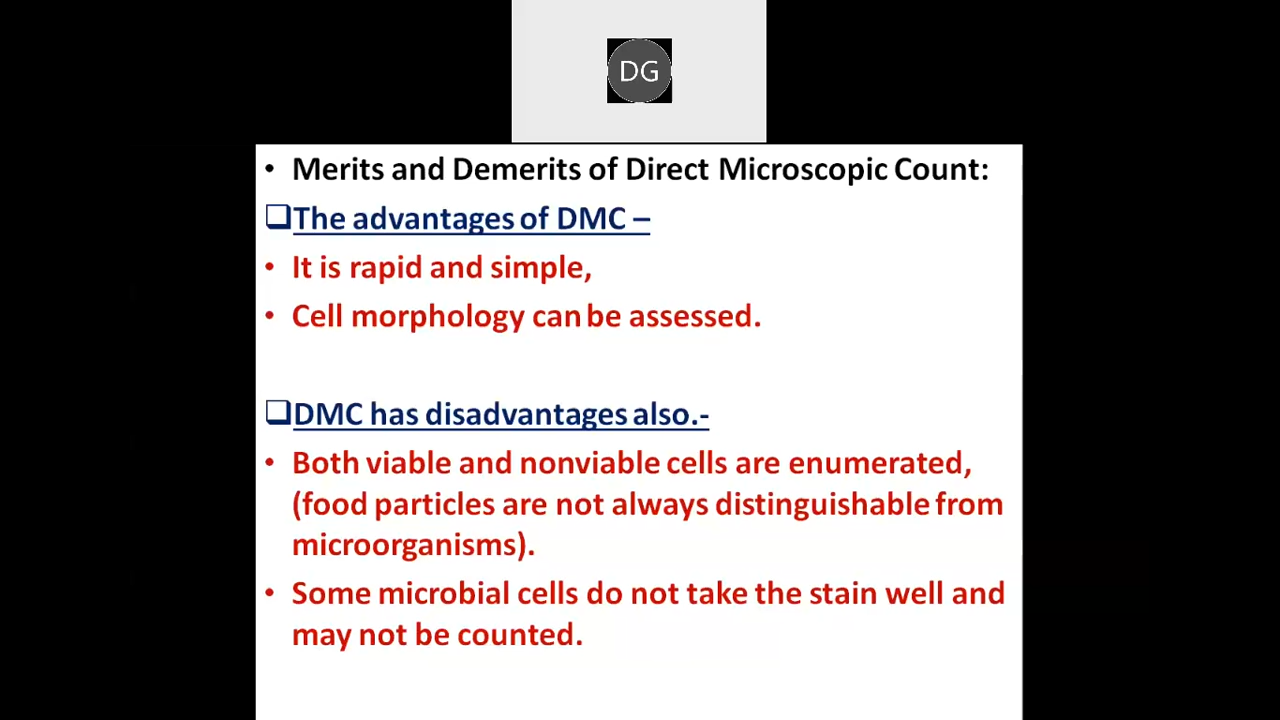 DG
• Merits and Demerits of Direct Microscopic Count:
❑The advantages of DMC –
• It is rapid and simple,
• Cell morphology can be assessed.
❑DMC has disadvantages also.-
• Both viable and nonviable cells are enumerated,
(food particles are not always distinguishable from
microorganisms).
• Some microbial cells do not take the stain well and
may not be counted.